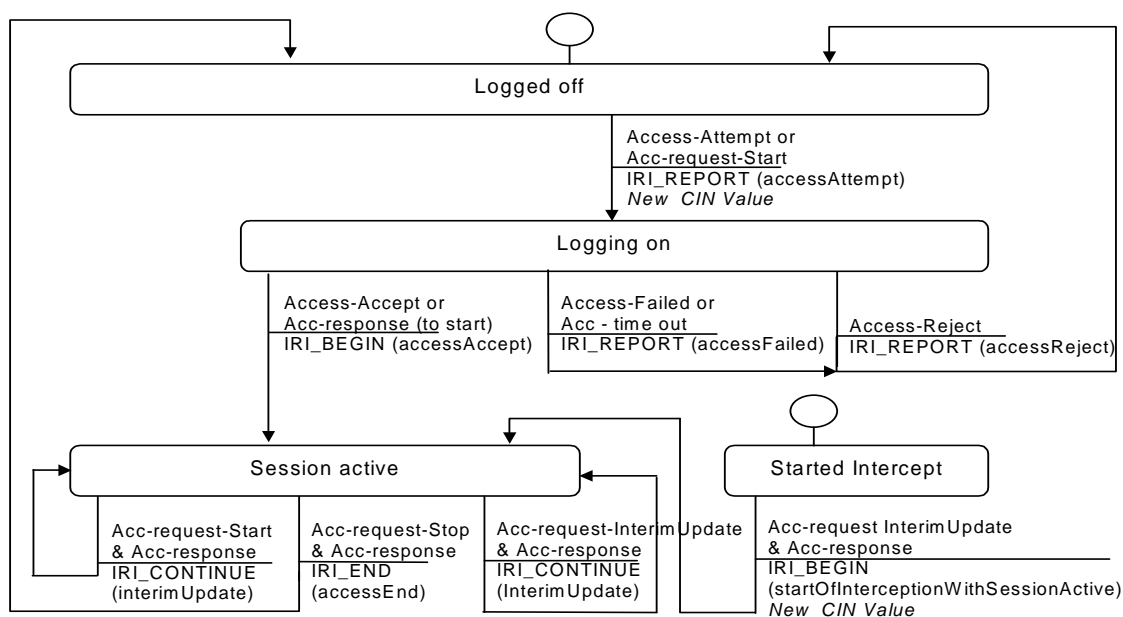 Logged off
Access-Attempt or
Acc-request-Start
IRI_REPORT (accessAttempt)
New CIN Value
Logging on
Access-Accept or
Acc-response (to start)
IRI_BEGIN (accessAccept)
Access-Failed or
Acc - time out
IRI_REPORT (accessFailed)
Access-Reject
IRI_REPORT (accessReject)
Session active
Started Intercept
Acc-request-Start
& Acc-response
IRI_CONTINUE
(interimUpdate)
Acc-request-Stop
& Acc-response
IRI_END
(accessEnd)
Acc-request-InterimUpdate
& Acc-response
IRI_CONTINUE
(InterimUpdate)
Acc-request InterimUpdate
& Acc-response
IRI_BEGIN
(startOfInterceptionWithSessionActive)
New CIN Value